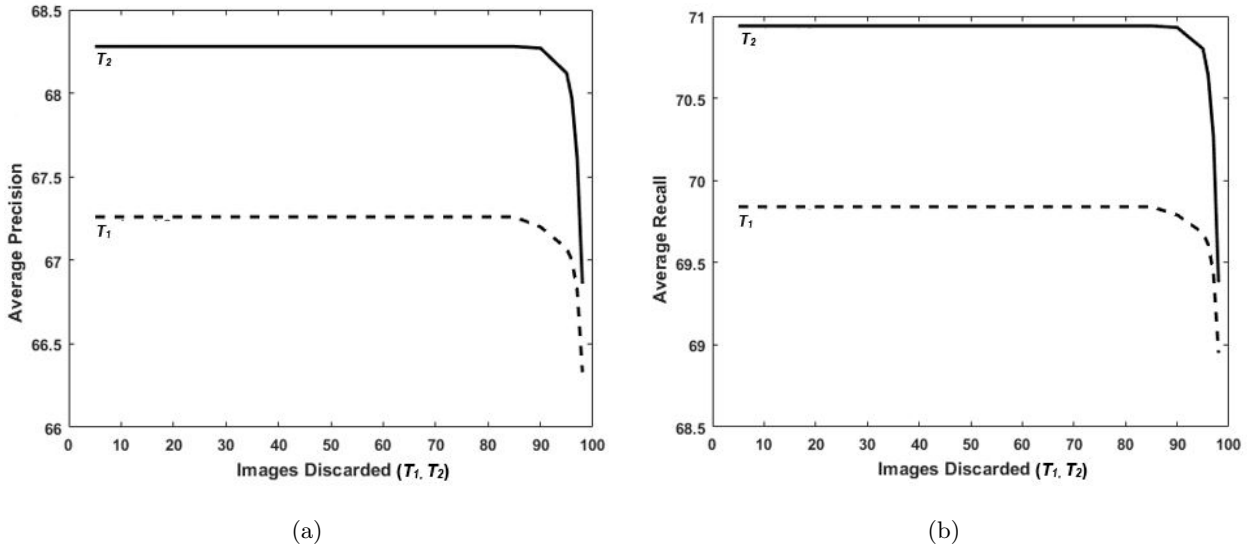 68.5
68
67.5
67
66.5
66
Average Precision
T2
T1
0 10 20 30 40 50 60 70 80 90 100
Images Discarded (T1, T2)
(a)
71
70.5
70
69.5
69
68.5
Average Recall
T2
T1
0 10 20 30 40 50 60 70 80 90 100
Images Discarded (T1, T2)
(b)